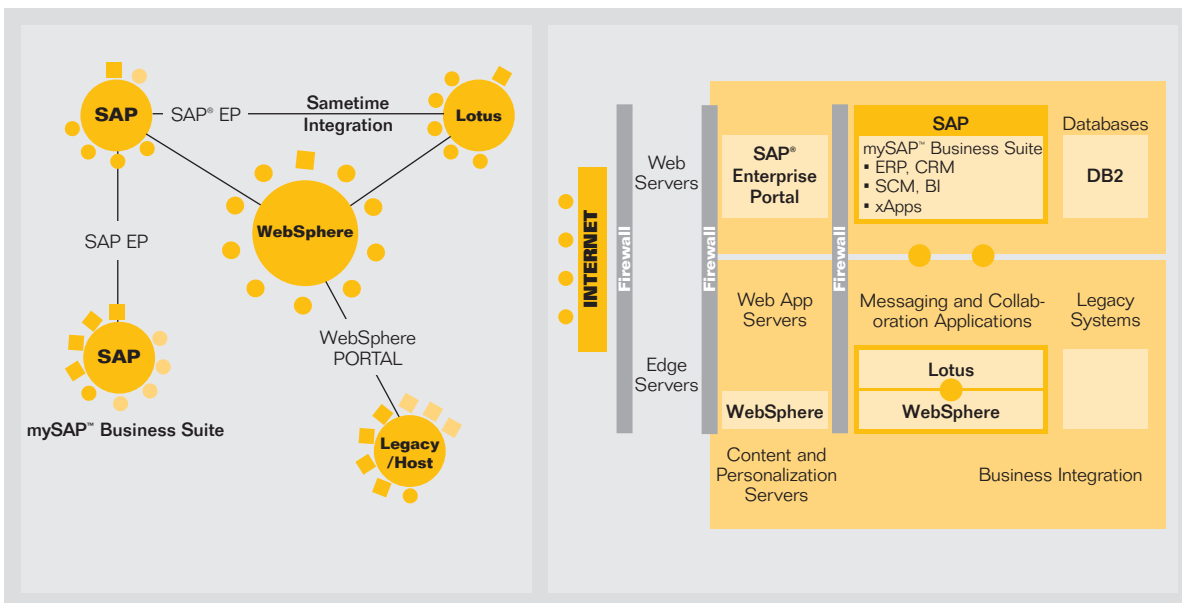 SAP
SAP® EP
Sametime
Integration
Lotus
WebSphere
SAP EP
SAP
mySAP™ Business Suite
WebSphere
PORTAL
Legacy
/Host
INTERNET
Firewall
Web
Servers
Edge
Servers
Firewall
SAP®
Enterprise
Portal
Web App
Servers
WebSphere
Content and
Personalization
Servers
Firewall
SAP
mySAP™ Business Suite
▪ ERP, CRM
▪ SCM, BI
▪ xApps
Databases
DB2
Messaging and Collab-
oration Applications
Lotus
WebSphere
Legacy
Systems
Business Integration